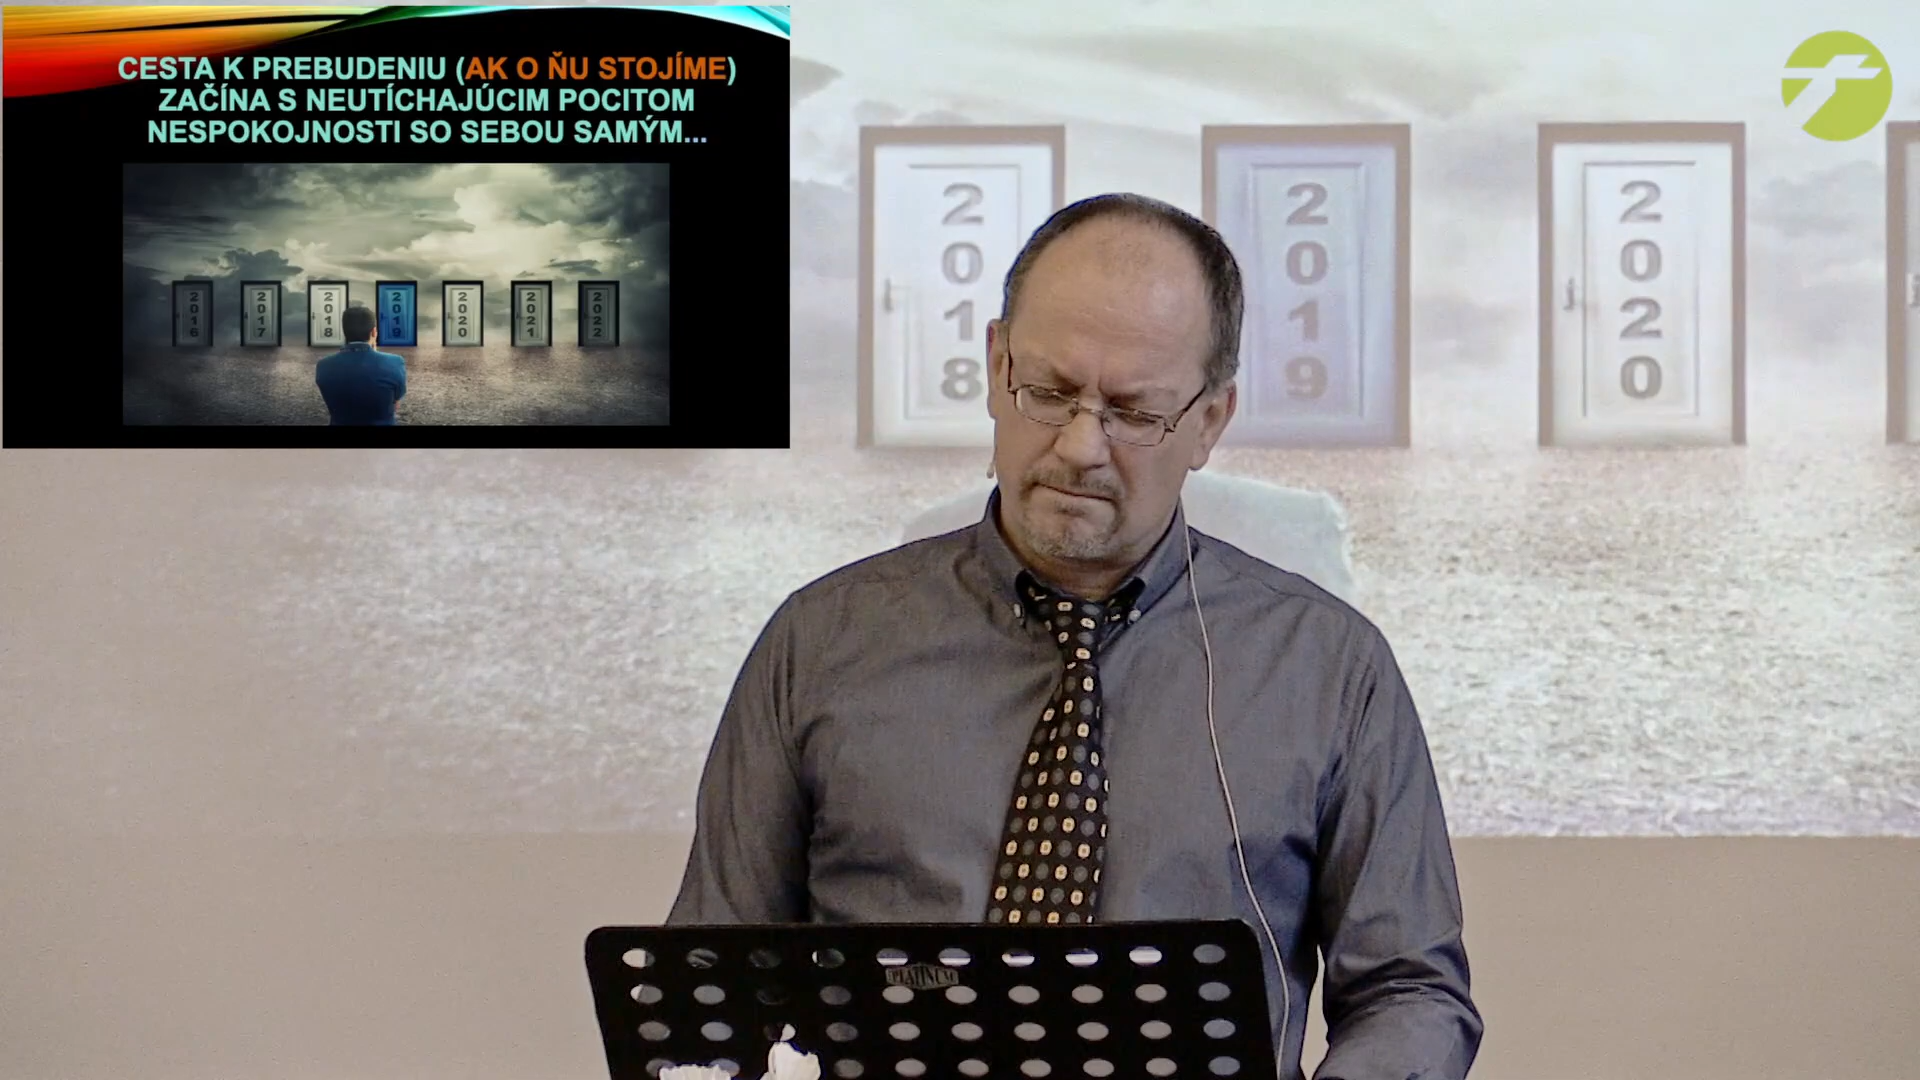 CESTA K PREBUDENIU (AK O ŇU STOJÍME)
ZAČÍNA S NEUTÍCHAJÚCIM POCITOM
NESPOKOJNOSTI SO SEBOU SAMÝM...
2016
2017
2018
2019
2020
2021
2022
2018
2019
2020
PLATINUM